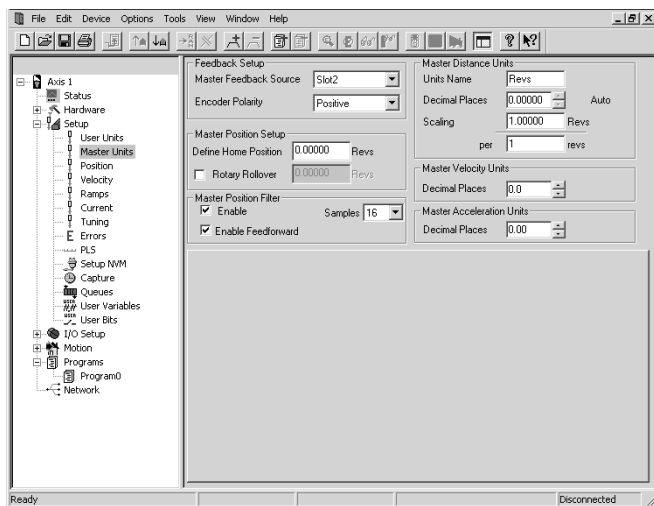 File Edit Device Options Tools View Window Help
Axis 1
Status
Hardware
Setup
User Units
Master Units
Position
Velocity
Ramps
Current
Tuning
Errors
PLS
Setup NVM
Capture
Queues
User Variables
User Bits
I/O Setup
Motion
Programs
Program0
Network
Feedback Setup
Master Feedback Source Slot2
Encoder Polarity Positive
Master Position Setup
Define Home Position 0.00000 Revs
Rotary Rollover 0.00000 Revs
Master Position Filter
Enable Samples 16
Enable Feedforward
Master Distance Units
Units Name Revs
Decimal Places 0.00000 Auto
Scaling 1.00000 Revs
per 1 revs
Master Velocity Units
Decimal Places 0.0
Master Acceleration Units
Decimal Places 0.00
Ready Disconnected